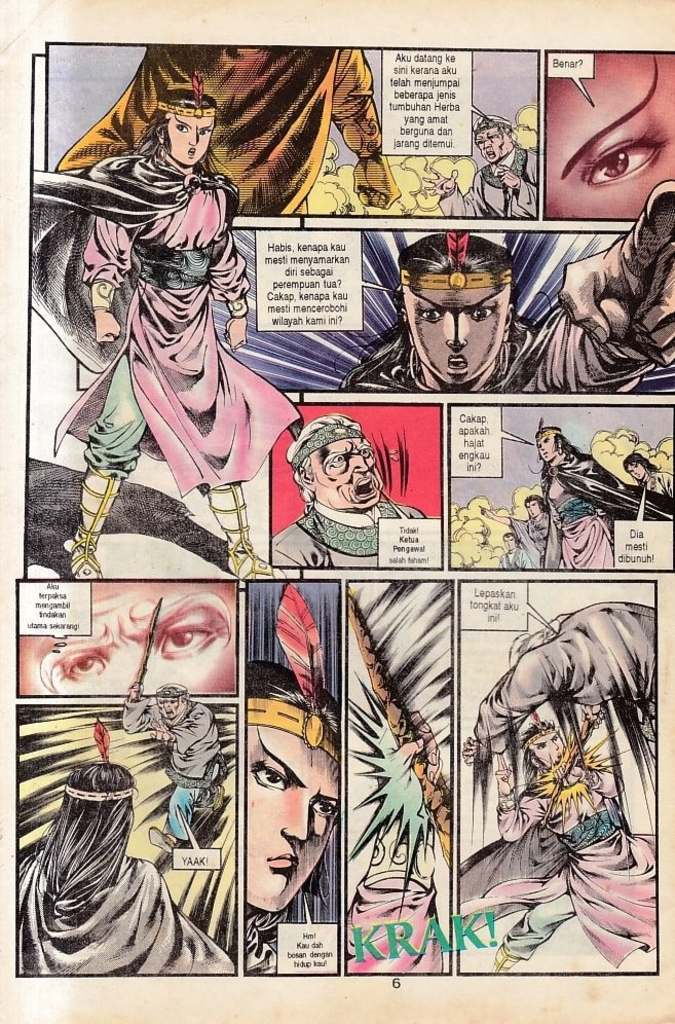 Aku datang ke
sini kerana aku
telah menjumpai
beberapa jenis
tumbuhan Herba
yang amat
berguna dan
jarang ditemui.
Benar?
Habis, kenapa kau
mesti menyamarkan
diri sebagai
perempuan tua?
Cakap, kenapa kau
mesti mencerobohi
wilayah kami ini?
Tidak!
Ketua
Pengawal
salah faham!
Cakap,
apakah
hajat
engkau
ini?
Dia
mesti
dibunuh!
Aku
terpaksa
mengambil
tindakan
utama sekarang!
YAAK!
Hm!
Kau dah
bosan dengan
hidup kau!
KRAK!
Lepaskan
tongkat aku
ini!
6